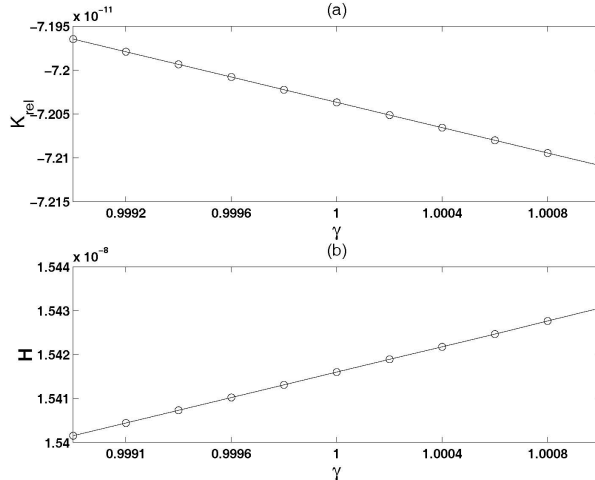 (a)
x 10⁻¹¹
−7.195
−7.2
−7.205
−7.21
−7.215
K_rel
0.9992 0.9996 1 1.0004 1.0008
γ
(b)
x 10⁻⁸
1.544
1.543
1.542
1.541
1.54
H
0.9991 0.9996 1 1.0004 1.0008
γ